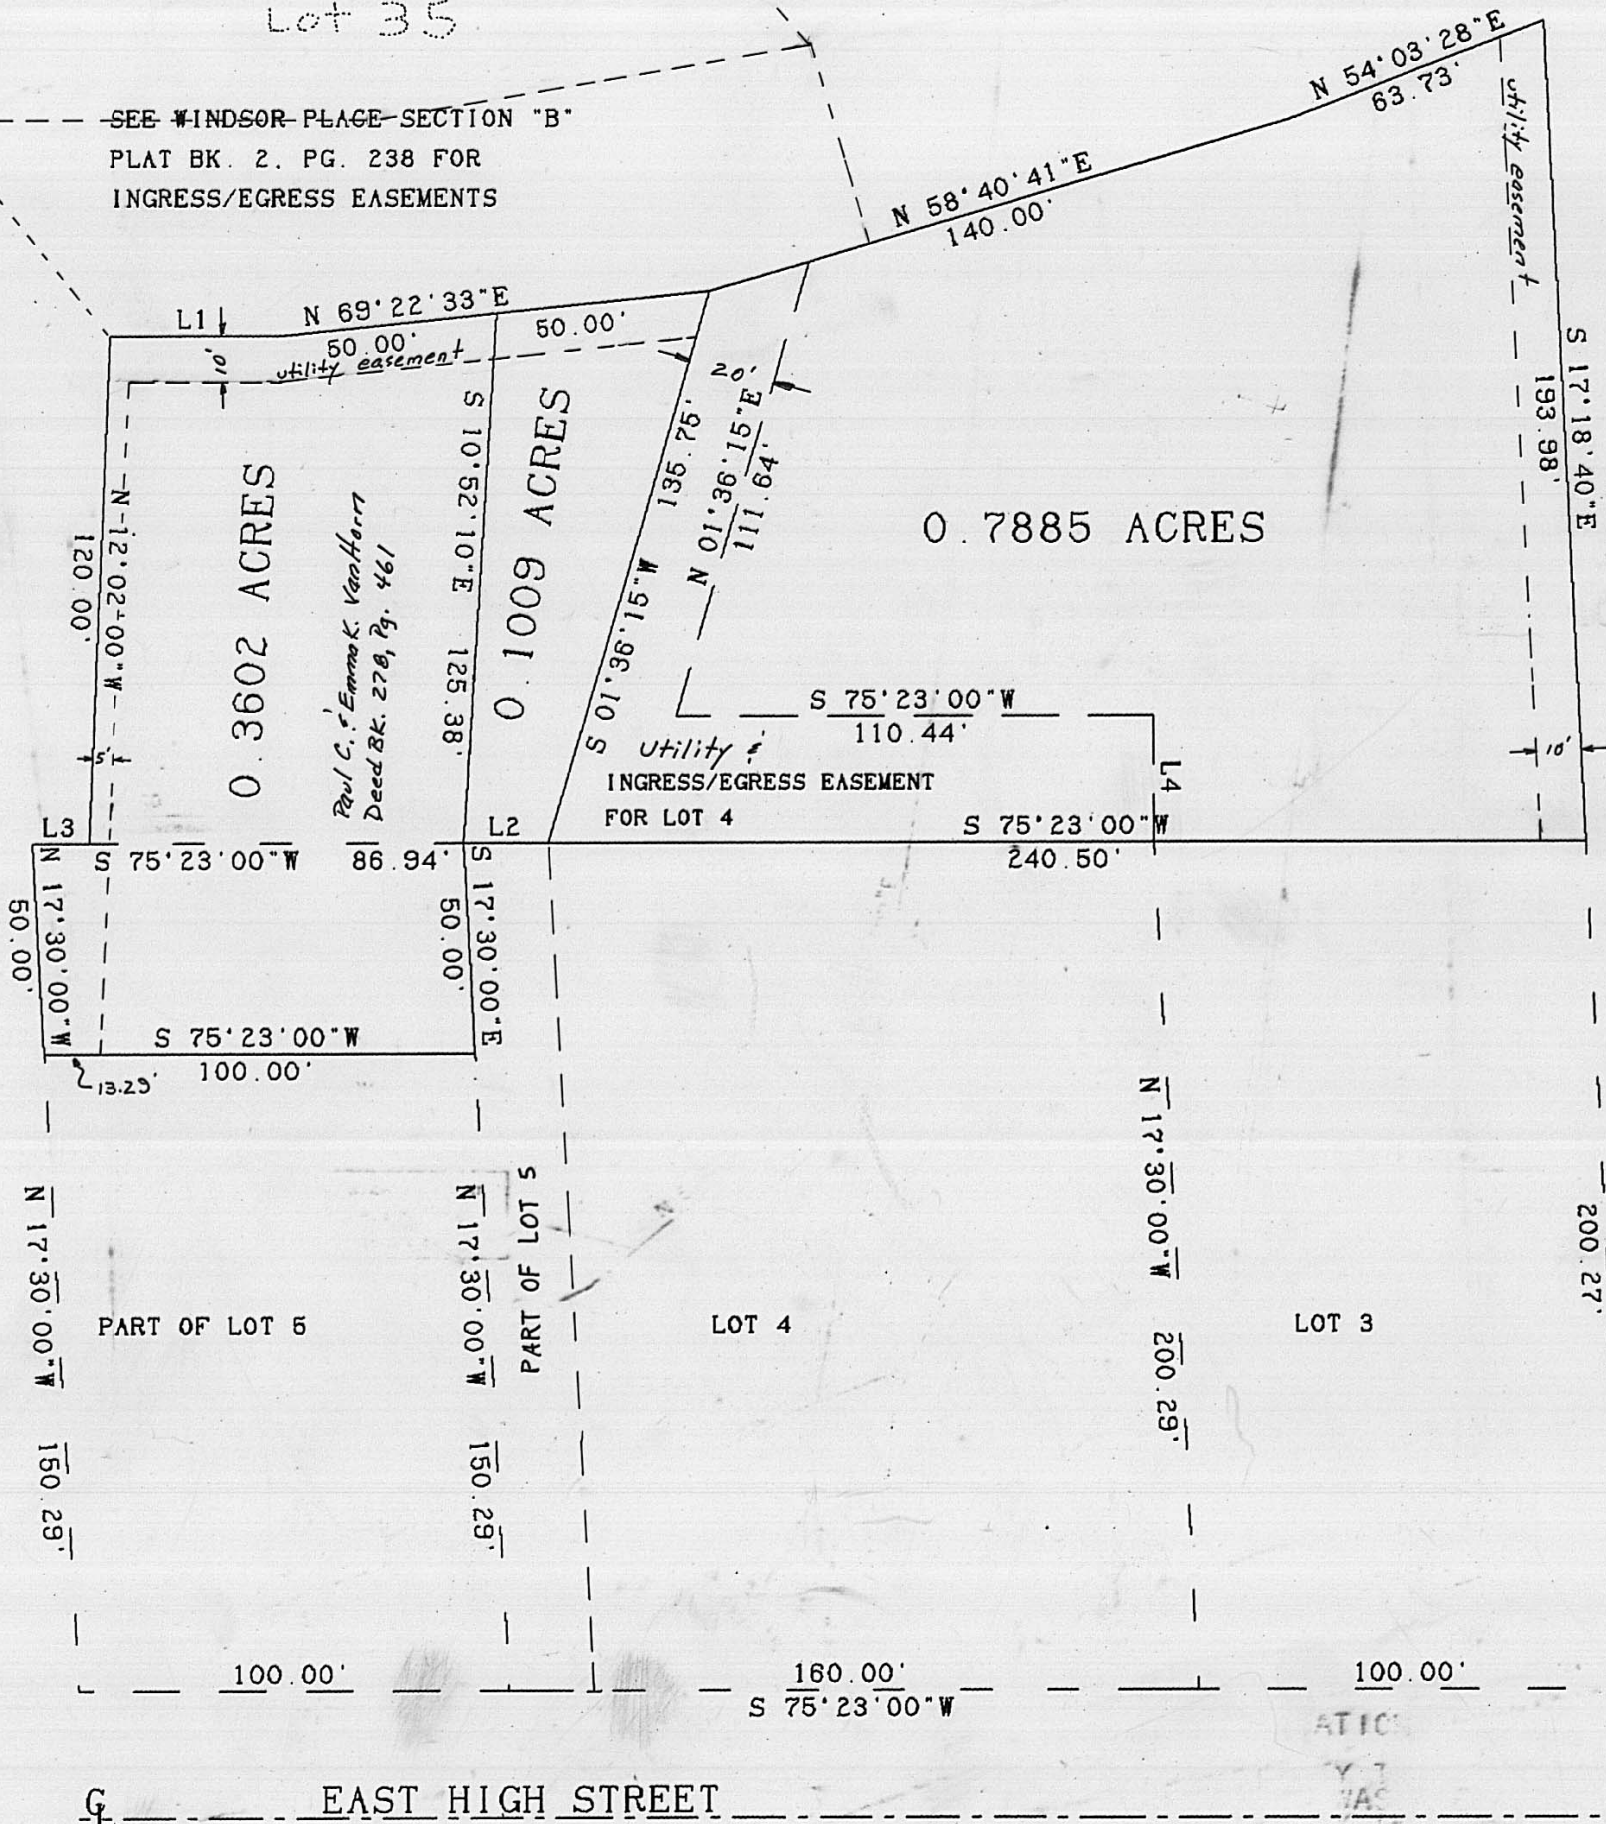 Lot 35
SEE WINDSOR PLACE SECTION "B"
PLAT BK. 2. PG. 238 FOR
INGRESS/EGRESS EASEMENTS
N 54°03'28"E
63.73'
utility easement
N 58°40'41"E
140.00'
L1
N 69°22'33"E
50.00'
50.00'
10'
utility easement
20'
S 17°18'40"E
193.98'
N 12°02'00"W
120.00'
0.3602 ACRES
Paul C. & Emma K. VanHorn
Deed BK. 278, Pg. 461
S 10°52'10"E 125.38'
0.1009 ACRES
S 01°36'15"W 135.75'
N 01°36'15"E
111.64'
0.7885 ACRES
S 75°23'00"W
110.44'
5'
10'
utility &
INGRESS/EGRESS EASEMENT
FOR LOT 4
L4
L3
L2
S 75°23'00"W
240.50'
S 75°23'00"W 86.94'
N 17°30'00"W
50.00'
S 17°30'00"E
50.00'
S 75°23'00"W
100.00'
13.29'
N 17°30'00"W 150.29'
N 17°30'00"W 150.29'
PART OF LOT 5
PART OF LOT 5
LOT 4
N 17°30'00"W 200.29'
LOT 3
200.27'
100.00'
160.00'
100.00'
S 75°23'00"W
EAST HIGH STREET